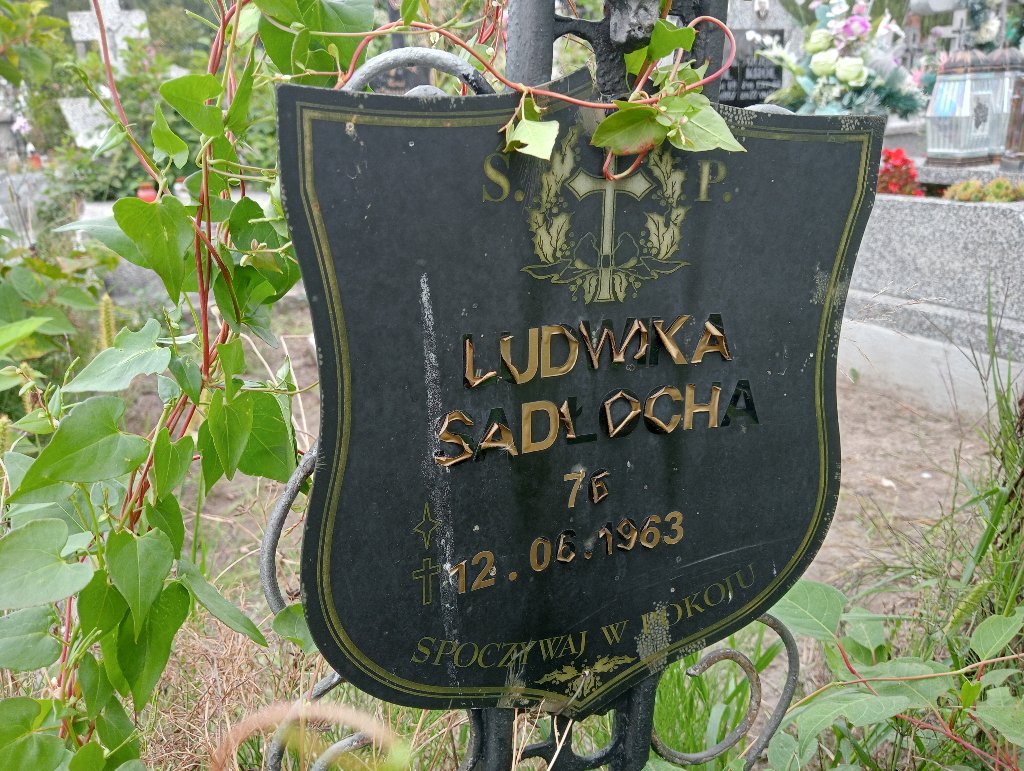 S. P.
LUDWIKA
SADŁOCHA
76
12.06.1963
SPOCZYWAJ W POKOJU